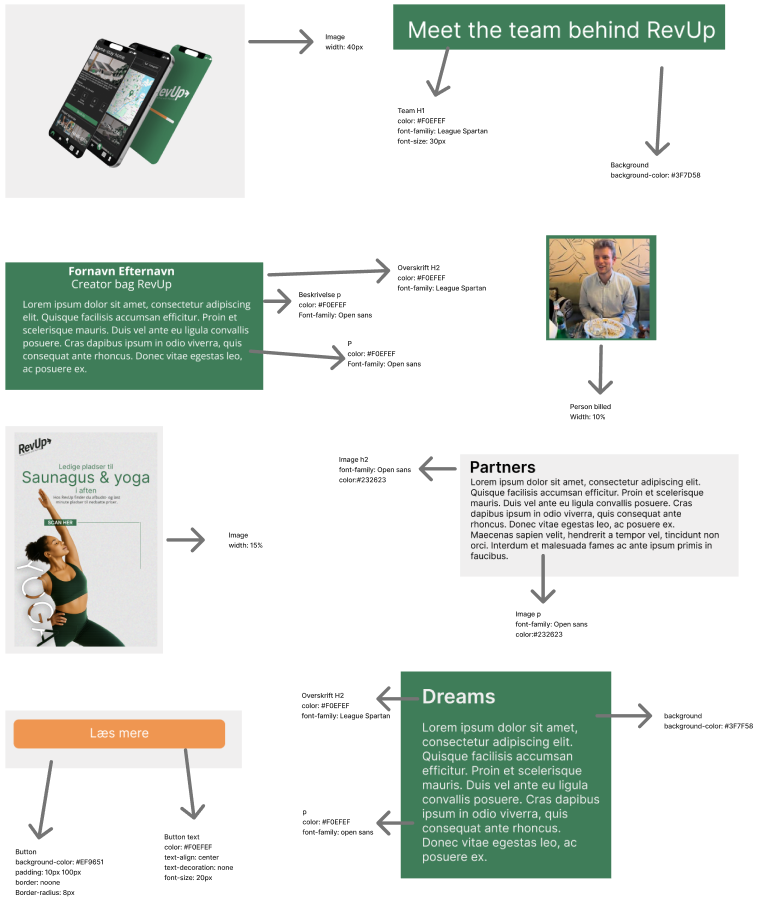 RevUp
Image
width: 40px
Meet the team behind RevUp
Team H1
color: #F0EFEF
font-familiy: League Spartan
font-size: 30px
Background
background-color: #3F7D58
Fornavn Efternavn
Creator bag RevUp
Lorem ipsum dolor sit amet, consectetur adipiscing
elit. Quisque facilisis accumsan efficitur. Proin et
scelerisque mauris. Duis vel ante eu ligula convallis
posuere. Cras dapibus ipsum in odio viverra, quis
consequat ante rhoncus. Donec vitae egestas leo,
ac posuere ex.
Overskrift H2
color: #F0EFEF
font-family: League Spartan
Beskrivelse p
color: #F0EFEF
Font-family: Open sans
P
color: #F0EFEF
Font-family: Open sans
Person billed
Width: 10%
RevUp
Ledige pladser til
Saunagus & yoga
i aften
SCAN HER
YOGA
Image
width: 15%
Image h2
font-family: Open sans
color:#232623
Partners
Lorem ipsum dolor sit amet, consectetur adipiscing elit.
Quisque facilisis accumsan efficitur. Proin et scelerisque
mauris. Duis vel ante eu ligula convallis posuere. Cras
dapibus ipsum in odio viverra, quis consequat ante
rhoncus. Donec vitae egestas leo, ac posuere ex.
Maecenas sapien velit, hendrerit a tempor vel, tincidunt non
orci. Interdum et malesuada fames ac ante ipsum primis in
faucibus.
Image p
font-family: Open sans
color:#232623
Læs mere
Button
background-color: #EF9651
padding: 10px 100px
border: noone
Border-radius: 8px
Button text
color: #F0EFEF
text-align: center
text-decoration: none
font-size: 20px
Overskrift H2
color: #F0EFEF
font-family: League Spartan
Dreams
Lorem ipsum dolor sit amet,
consectetur adipiscing elit.
Quisque facilisis accumsan
efficitur. Proin et scelerisque
mauris. Duis vel ante eu ligula
convallis posuere. Cras dapibus
ipsum in odio viverra, quis
consequat ante rhoncus.
Donec vitae egestas leo, ac
posuere ex.
background
background-color: #3F7F58
p
color: #F0EFEF
font-family: open sans